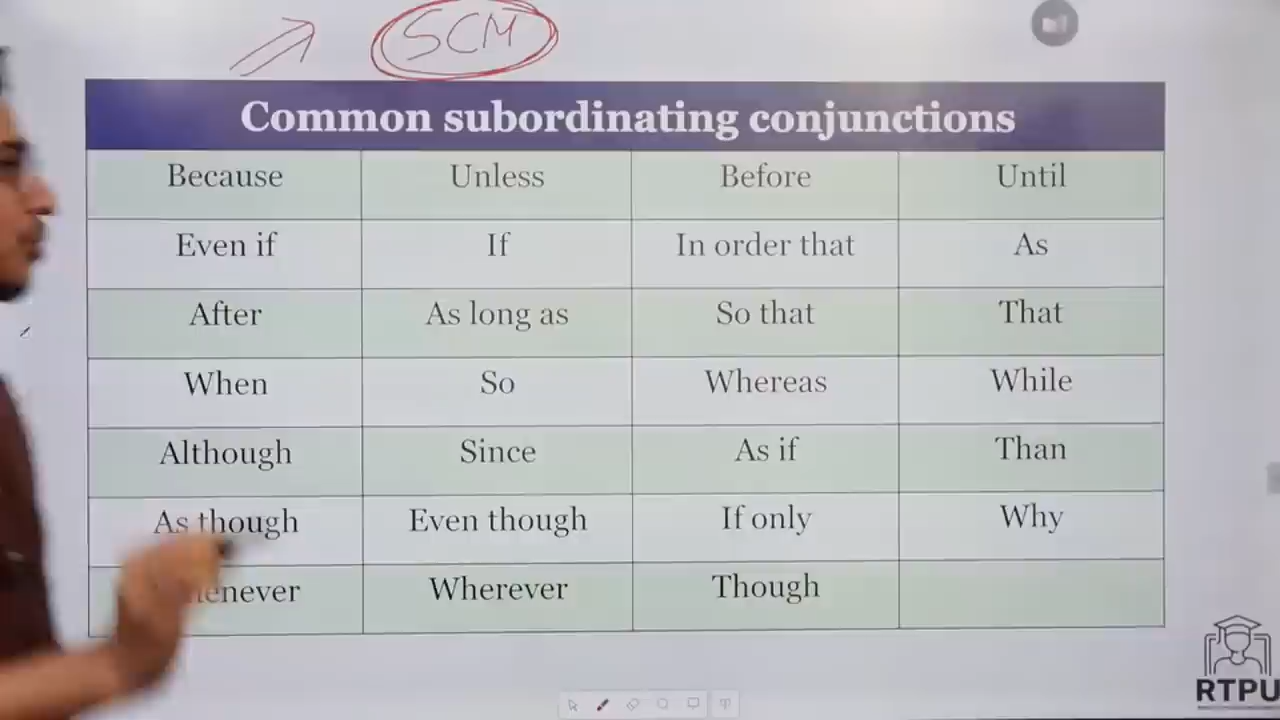 SCM
Common subordinating conjunctions
Because Unless Before Until
Even if If In order that As
After As long as So that That
When So Whereas While
Although Since As if Than
As though Even though If only Why
Wherever Though
RTPU